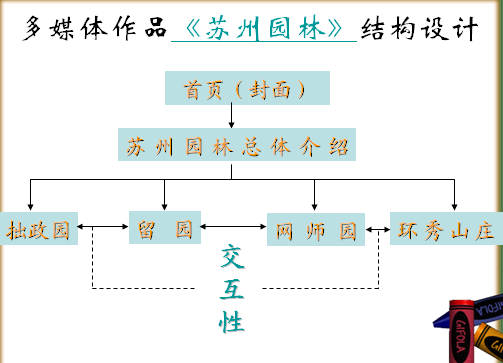 多媒体作品《苏州园林》结构设计
首页（封面）
苏州园林总体介绍
拙政园
留 园
网师园
环秀山庄
交
互
性
GIFOLA